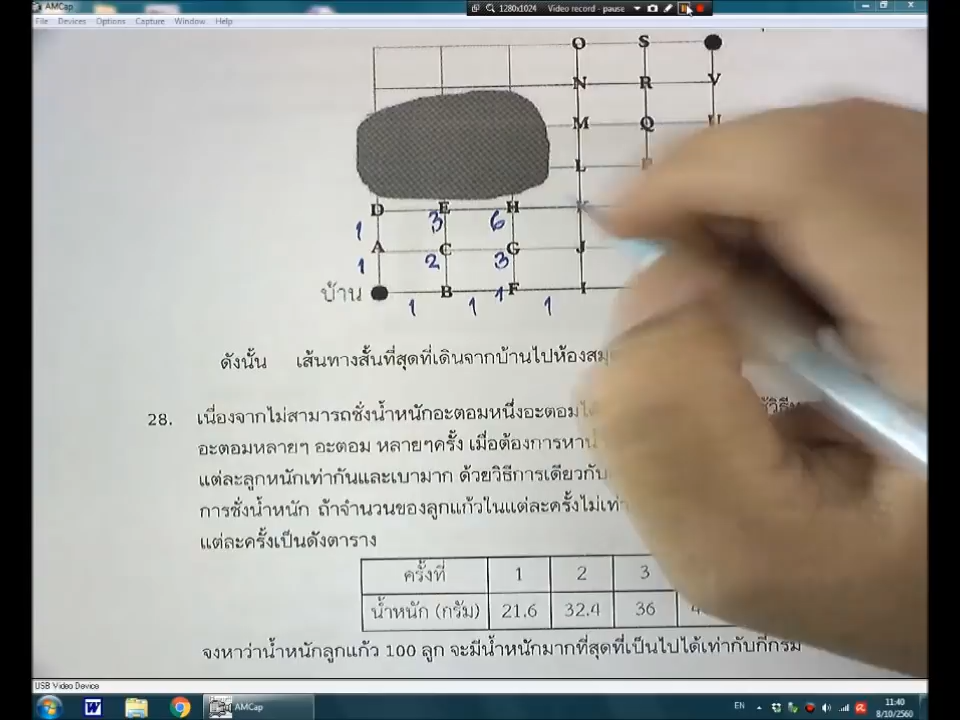 AMCap
1280x1024 Video record - pause
File Devices Options Capture Window Help
O S
N R V
M Q
L
D E H
1 3 6
A C G J
1 2 3
บ้าน B 1 F I
1 1 1
ดังนั้น เส้นทางสั้นที่สุดที่เดินจากบ้านไปห้องสมุ
28. เนื่องจากไม่สามารถชั่งน้ำหนักอะตอมหนึ่งอะตอมได้
อะตอมหลายๆ อะตอม หลายๆครั้ง เมื่อต้องการหาน้ำ
แต่ละลูกหนักเท่ากันและเบามาก ด้วยวิธีการเดียวกับ
การชั่งน้ำหนัก ถ้าจำนวนของลูกแก้วในแต่ละครั้งไม่เท่า
แต่ละครั้งเป็นดังตาราง
ครั้งที่ 1 2 3
น้ำหนัก (กรัม) 21.6 32.4 36
จงหาว่าน้ำหนักลูกแก้ว 100 ลูก จะมีน้ำหนักมากที่สุดที่เป็นไปได้เท่ากับกี่กรัม
USB Video Device
AMCap
EN
11:40
8/10/2560